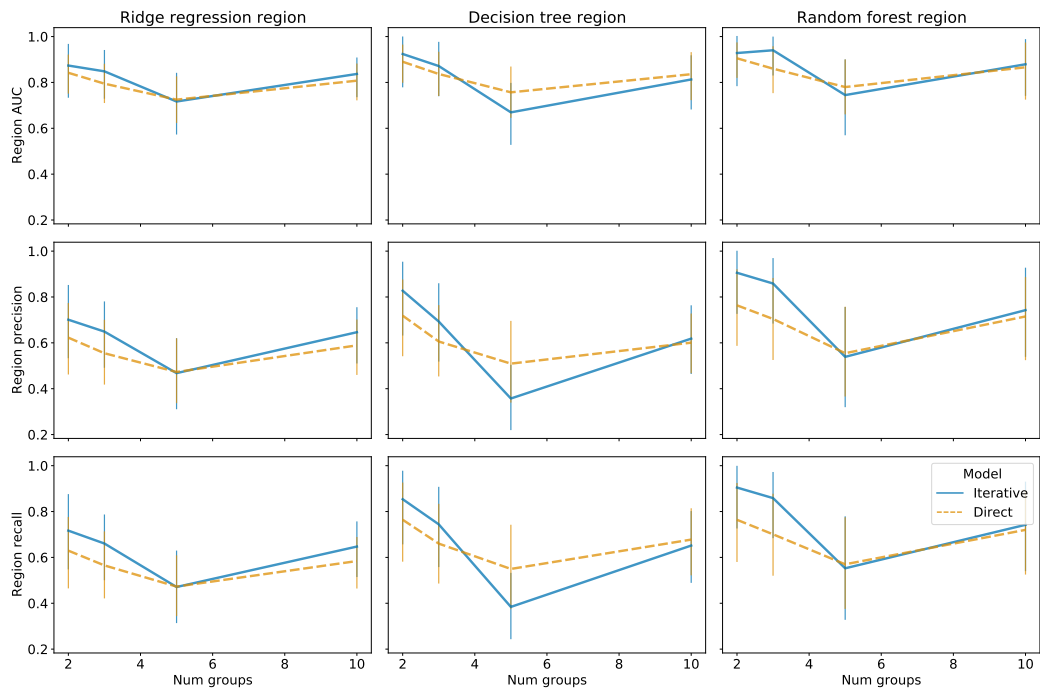 Ridge regression region
Decision tree region
Random forest region
Region AUC
1.0
0.8
0.6
0.4
0.2
Region precision
1.0
0.8
0.6
0.4
0.2
Region recall
1.0
0.8
0.6
0.4
0.2
Model
Iterative
Direct
2 4 6 8 10
2 4 6 8 10
2 4 6 8 10
Num groups
Num groups
Num groups